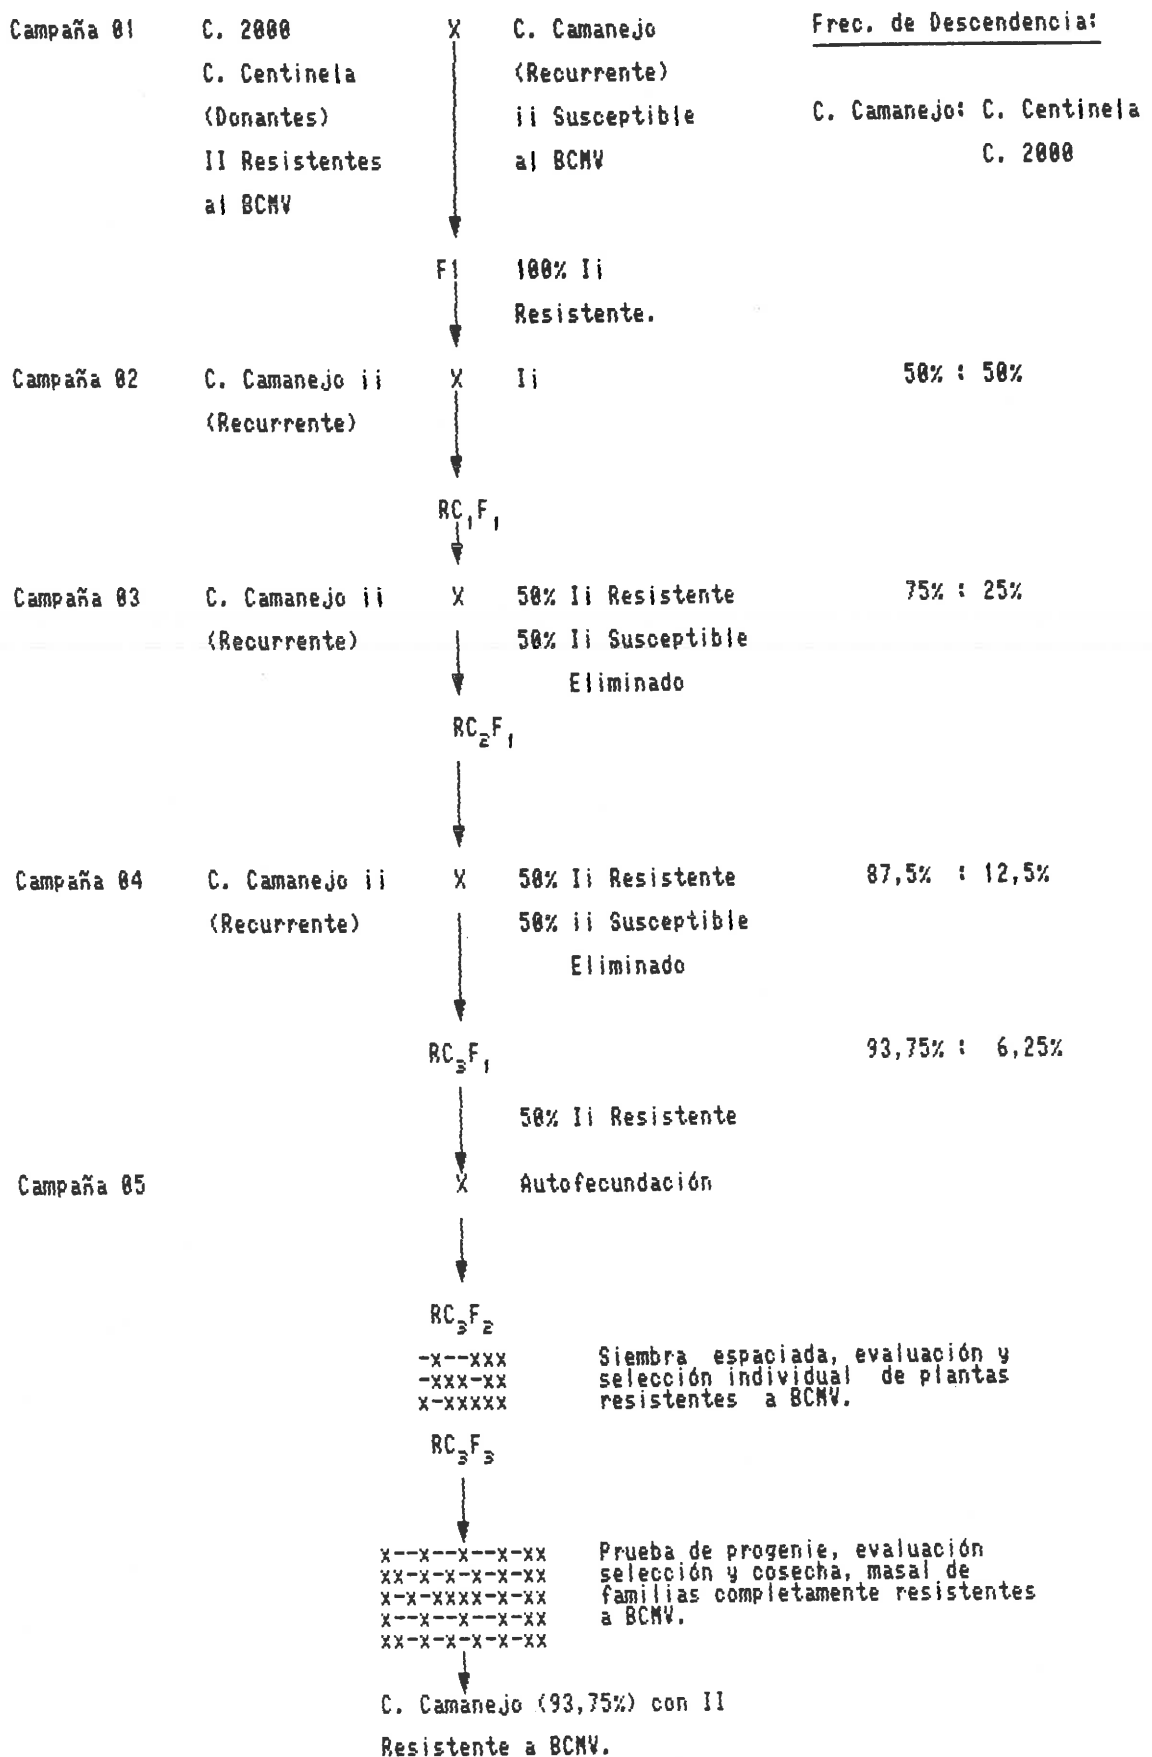 Campaña 01 C. 2000 X C. Camanejo Frec. de Descendencia:
C. Centinela (Recurrente)
(Donantes) ii Susceptible C. Camanejo: C. Centinela
II Resistentes al BCMV C. 2000
al BCMV
F1 100% Ii
Resistente.
Campaña 02 C. Camanejo ii X Ii 50% : 50%
(Recurrente)
RC1F1
Campaña 03 C. Camanejo ii X 50% Ii Resistente 75% : 25%
(Recurrente) 50% Ii Susceptible
Eliminado
RC2F1
Campaña 04 C. Camanejo ii X 50% Ii Resistente 87,5% : 12,5%
(Recurrente) 50% ii Susceptible
Eliminado
RC3F1 93,75% : 6,25%
50% Ii Resistente
Campaña 05 X Autofecundación
RC3F2
-x--xxx Siembra espaciada, evaluación y
-xxx-xx selección individual de plantas
x-xxxxx resistentes a BCMV.
RC3F3
x--x--x--x-xx Prueba de progenie, evaluación
xx-x-x-x-x-xx selección y cosecha, masal de
x-x-xxxx-x-xx familias completamente resistentes
x--x--x--x-xx a BCMV.
xx-x-x-x-x-xx
C. Camanejo (93,75%) con II
Resistente a BCMV.